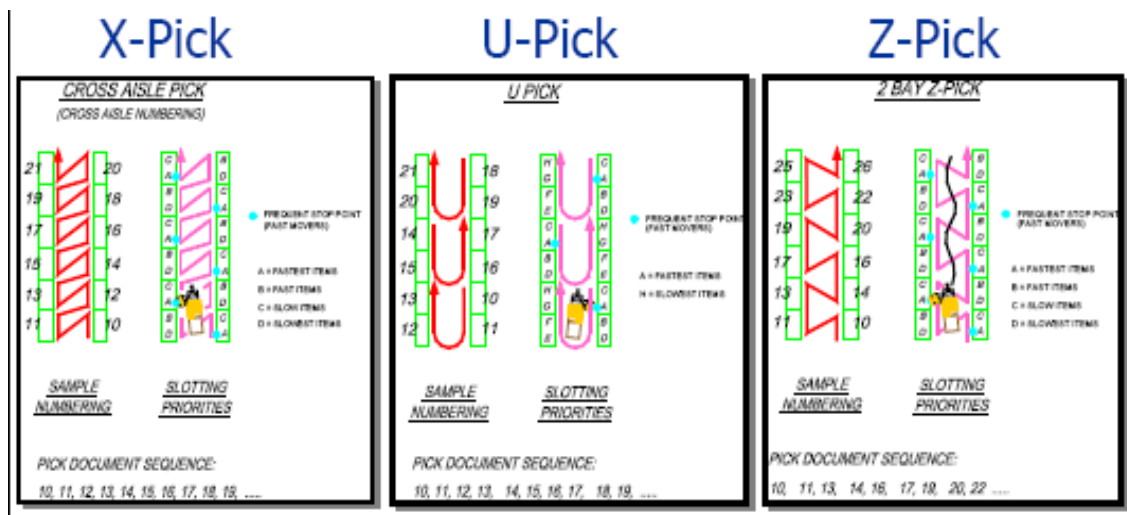 X-Pick
U-Pick
Z-Pick
CROSS AISLE PICK
(CROSS AISLE NUMBERING)
21 20
19 18
17 16
15 14
13 12
11 10
C B
A D
B C
D A
C B
A D
B C
D A
C B
A D
B C
D A
FREQUENT STOP POINT
(FAST MOVERS)
A = FASTEST ITEMS
B = FAST ITEMS
C = SLOW ITEMS
D = SLOWEST ITEMS
SAMPLE NUMBERING
SLOTTING PRIORITIES
PICK DOCUMENT SEQUENCE:
10, 11, 12, 13, 14, 15, 16, 17, 18, 19, ....
U PICK
21 18
20 19
14 17
15 16
13 10
12 11
H C
G A
F B
E D
C H
A G
B F
D E
H C
G A
F B
E D
FREQUENT STOP POINT
(FAST MOVERS)
A = FASTEST ITEMS
H = SLOWEST ITEMS
SAMPLE NUMBERING
SLOTTING PRIORITIES
PICK DOCUMENT SEQUENCE:
10, 11, 12, 13, 14, 15, 16, 17, 18, 19, ....
2 BAY Z-PICK
25 26
23 22
19 20
17 16
13 14
11 10
C B
A D
B C
D A
C B
A D
B C
D A
C B
A D
B C
D A
FREQUENT STOP POINT
(FAST MOVERS)
A = FASTEST ITEMS
B = FAST ITEMS
C = SLOW ITEMS
D = SLOWEST ITEMS
SAMPLE NUMBERING
SLOTTING PRIORITIES
PICK DOCUMENT SEQUENCE:
10, 11, 13, 14, 16, 17, 19, 20, 22 ....